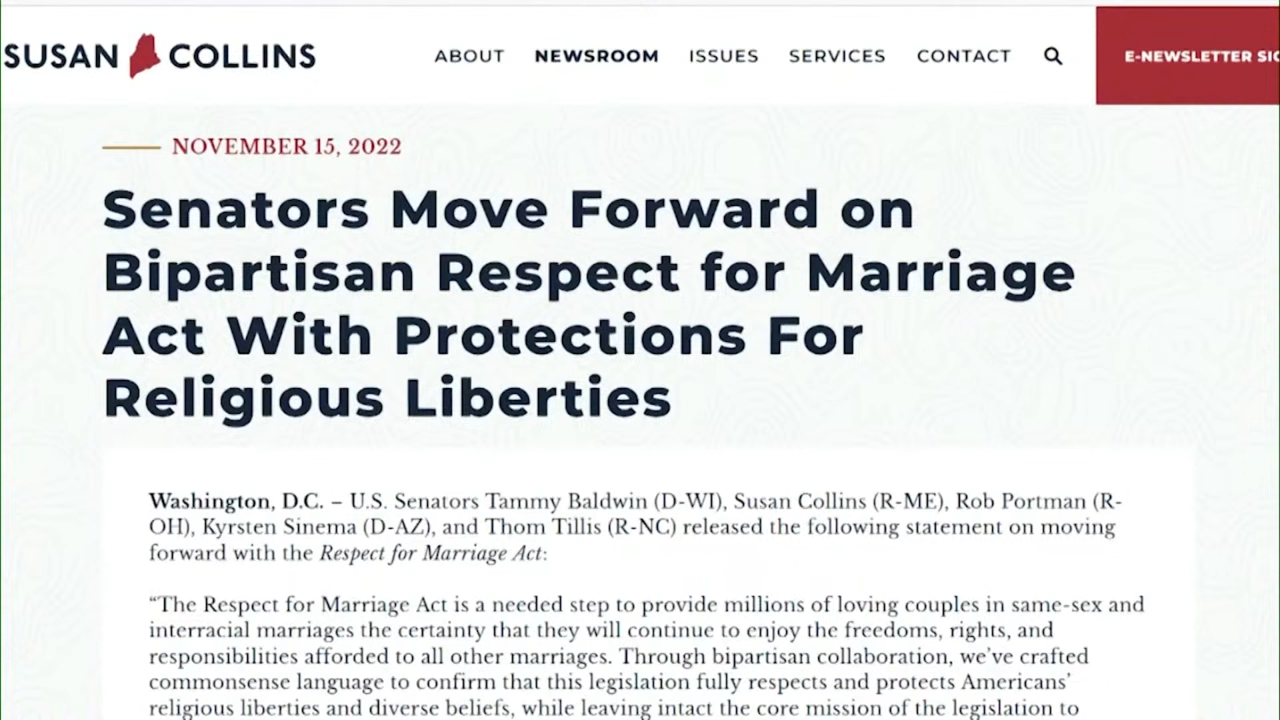 SUSAN COLLINS ABOUT NEWSROOM ISSUES SERVICES CONTACT E-NEWSLETTER
NOVEMBER 15, 2022
Senators Move Forward on
Bipartisan Respect for Marriage
Act With Protections For
Religious Liberties
Washington, D.C. – U.S. Senators Tammy Baldwin (D-WI), Susan Collins (R-ME), Rob Portman (R-
OH), Kyrsten Sinema (D-AZ), and Thom Tillis (R-NC) released the following statement on moving
forward with the Respect for Marriage Act:
“The Respect for Marriage Act is a needed step to provide millions of loving couples in same-sex and
interracial marriages the certainty that they will continue to enjoy the freedoms, rights, and
responsibilities afforded to all other marriages. Through bipartisan collaboration, we’ve crafted
commonsense language to confirm that this legislation fully respects and protects Americans’
religious liberties and diverse beliefs, while leaving intact the core mission of the legislation to